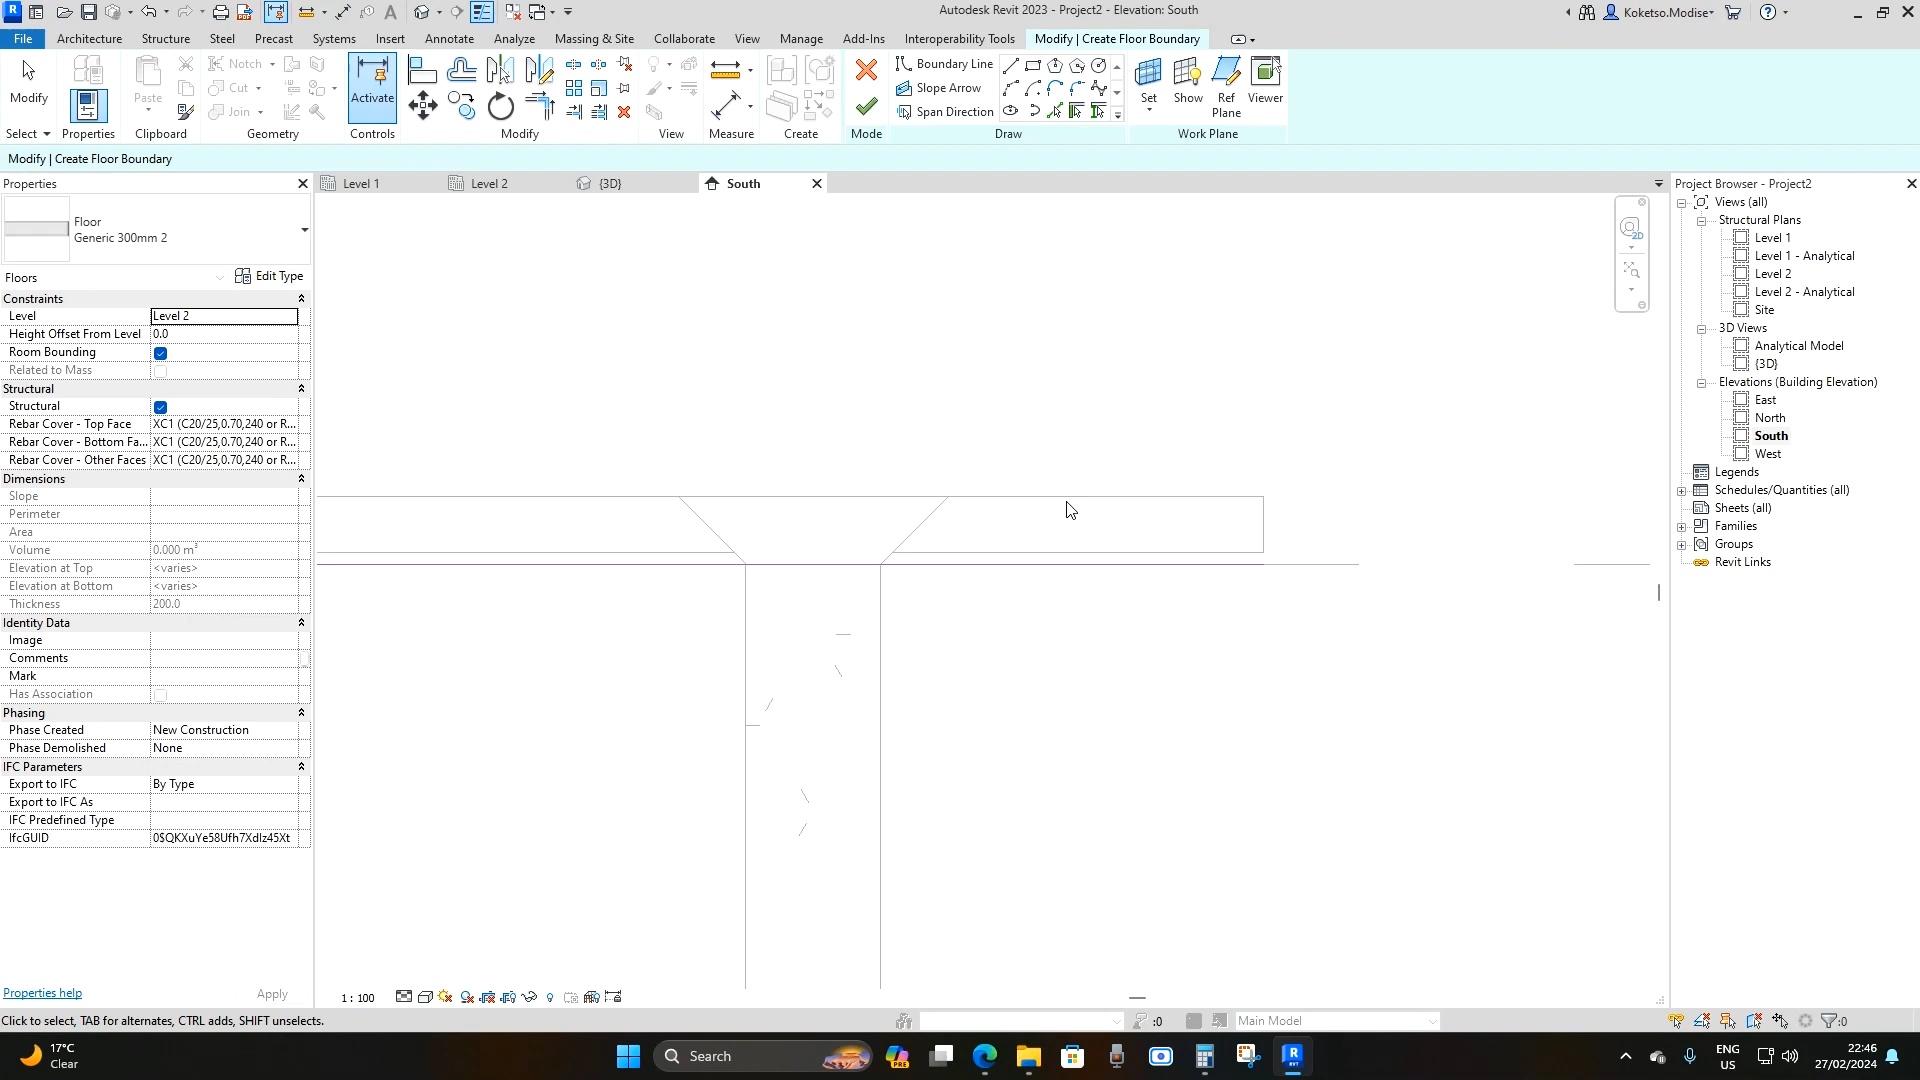 Autodesk Revit 2023 - Project2 - Elevation: South
Koketso.Modise
File Architecture Structure Steel Precast Systems Insert Annotate Analyze Massing & Site Collaborate View Manage Add-Ins Interoperability Tools Modify | Create Floor Boundary
Modify
Properties
Paste
Notch
Cut
Join
Activate
Boundary Line
Slope Arrow
Span Direction
Set
Show
Ref
Plane
Viewer
Select Properties Clipboard Geometry Controls Modify View Measure Create Mode Draw Work Plane
Modify | Create Floor Boundary
Properties
Floor
Generic 300mm 2
Floors Edit Type
Constraints
Level Level 2
Height Offset From Level 0.0
Room Bounding
Related to Mass
Structural
Structural
Rebar Cover - Top Face XC1 (C20/25,0.70,240 or R...
Rebar Cover - Bottom Fa... XC1 (C20/25,0.70,240 or R...
Rebar Cover - Other Faces XC1 (C20/25,0.70,240 or R...
Dimensions
Slope
Perimeter
Area
Volume 0.000 m³
Elevation at Top <varies>
Elevation at Bottom <varies>
Thickness 200.0
Identity Data
Image
Comments
Mark
Has Association
Phasing
Phase Created New Construction
Phase Demolished None
IFC Parameters
Export to IFC By Type
Export to IFC As
IFC Predefined Type
IfcGUID 0$QKXuYe58Ufh7Xdlz45Xt
Properties help Apply
Level 1 Level 2 {3D} South
2D
1 : 100
Project Browser - Project2
Views (all)
Structural Plans
Level 1
Level 1 - Analytical
Level 2
Level 2 - Analytical
Site
3D Views
Analytical Model
{3D}
Elevations (Building Elevation)
East
North
South
West
Legends
Schedules/Quantities (all)
Sheets (all)
Families
Groups
Revit Links
Click to select, TAB for alternates, CTRL adds, SHIFT unselects.
:0
Main Model
:0
17°C
Clear
Search
PRE
ENG
US
22:46
27/02/2024